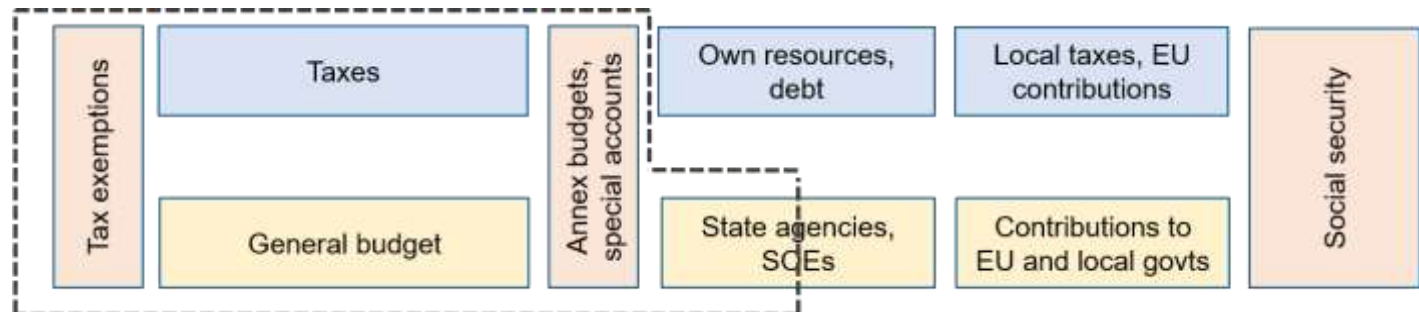 Tax exemptions
Taxes
General budget
Annex budgets,
special accounts
Own resources,
debt
State agencies,
SOEs
Local taxes, EU
contributions
Contributions to
EU and local govts
Social security